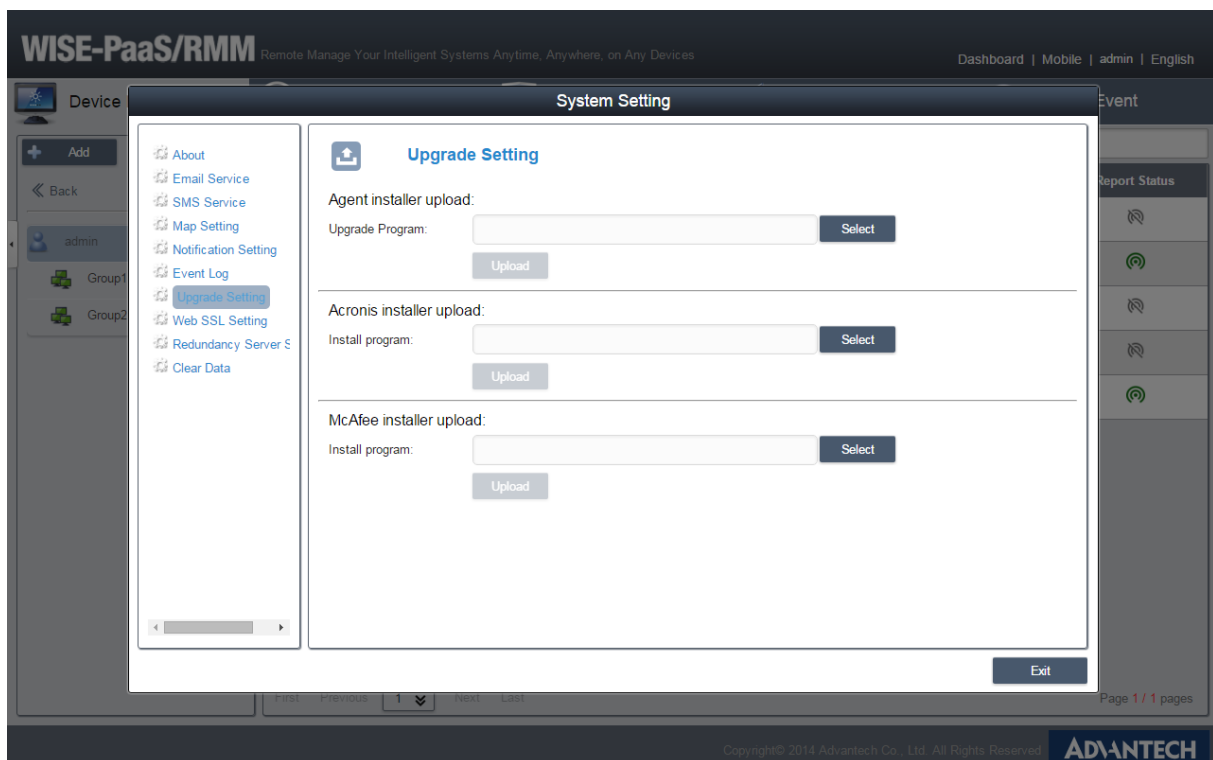 WISE-PaaS/RMM Remote Manage Your Intelligent Systems Anytime, Anywhere, on Any Devices
Dashboard | Mobile | admin | English
Device
Event
System Setting
Add
Back
admin
Group1
Group2
About
Email Service
SMS Service
Map Setting
Notification Setting
Event Log
Upgrade Setting
Web SSL Setting
Redundancy Server S
Clear Data
Upgrade Setting
Agent installer upload:
Upgrade Program: Select
Upload
Acronis installer upload:
Install program: Select
Upload
McAfee installer upload:
Install program: Select
Upload
Report Status
Exit
First Previous 1 Next Last
Page 1 / 1 pages
Copyright© 2014 Advantech Co., Ltd. All Rights Reserved
ADVANTECH